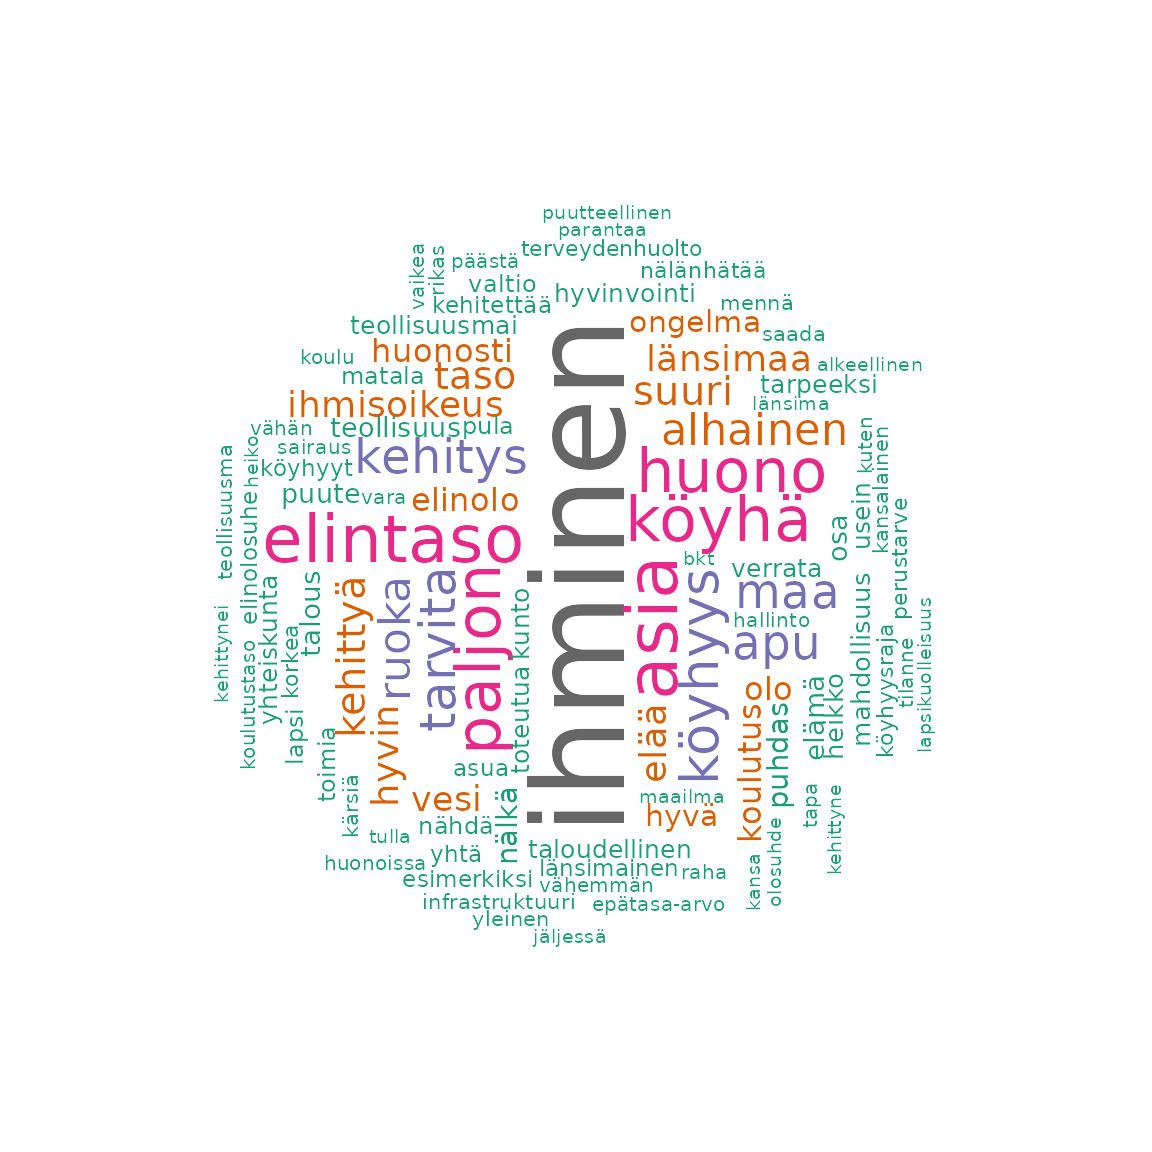 puutteellinen
parantaa
terveydenhuolto
vaikea
rikas
päästä
nälänhätää
valtio
hyvinvointi
kehitettää
mennä
teollisuusmai
ongelma
saada
koulu
huonosti
länsimaa
alkeellinen
matala
taso
suuri
tarpeeksi
ihmisoikeus
länsima
vähän
teollisuus
pula
alhainen
kuten
sairaus
heiko
kehitys
huono
kansalainen
teollisuusma
köyhyyt
usein
puute
vara
elinolo
köyhä
osa
perustarve
elinolosuhe
elintaso
ihminen
bkt
verrata
asia
köyhyys
maa
kehittynei
koulutustaso
yhteiskunta
korkea
talous
kehittyä
ruoka
tarvita
paljon
kunto
toteutua
hallinto
apu
mahdollisuus
köyhyysraja
tilanne
lapsikuolleisuus
lapsi
toimia
hyvin
elää
olo
koulutus
puhdas
elämä
heikko
asua
kärsiä
vesi
nälkä
maailma
hyvä
tapa
kehittyne
tulla
nähdä
huonoissa
yhtä
taloudellinen
länsimainen
raha
kansa
olosuhde
esimerkiksi
vähemmän
infrastruktuuri
epätasa-arvo
yleinen
jäljessä